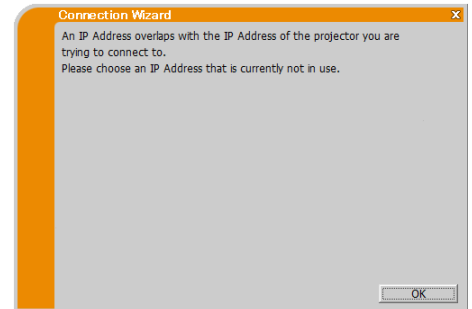 Connection Wizard
x
An IP Address overlaps with the IP Address of the projector you are
trying to connect to.
Please choose an IP Address that is currently not in use.
OK